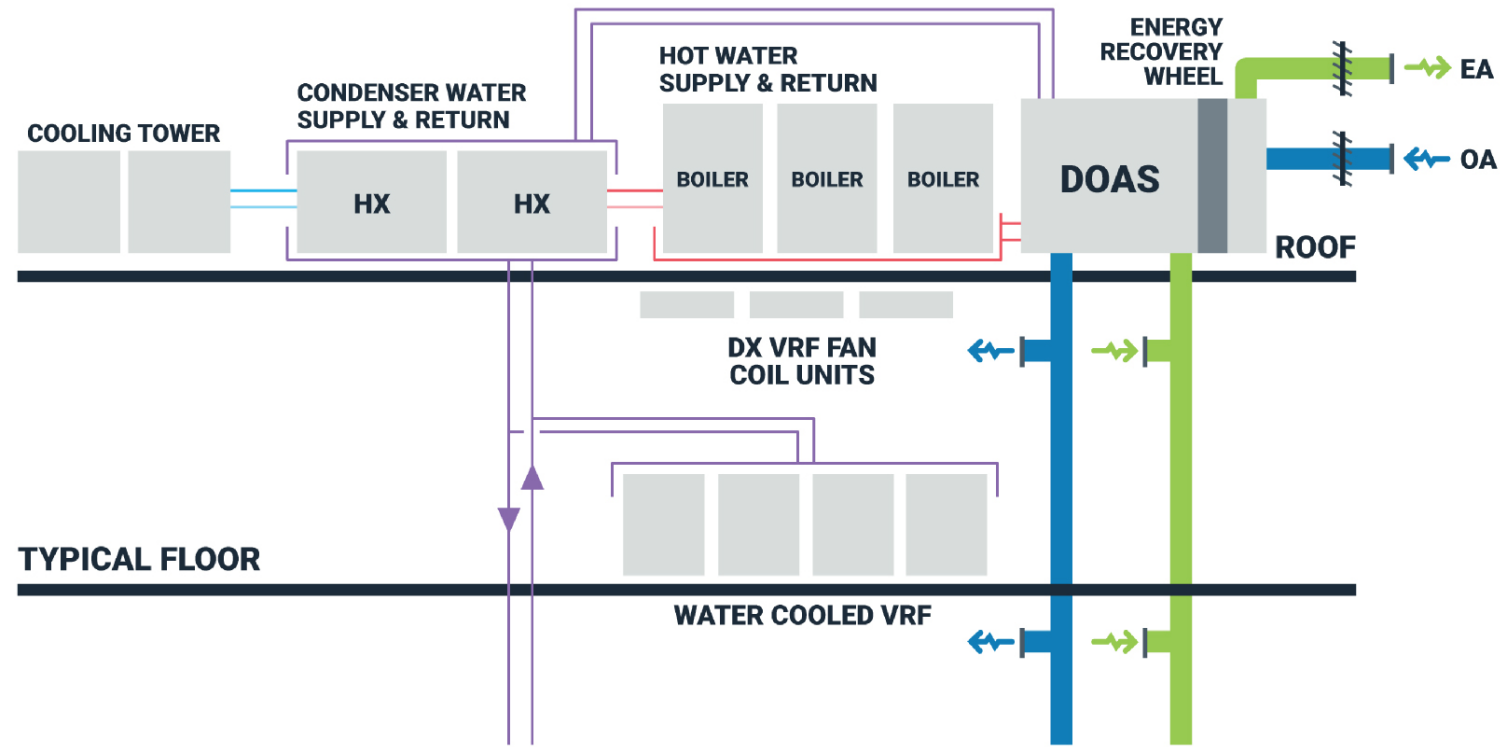 COOLING TOWER
CONDENSER WATER
SUPPLY & RETURN
HX
HX
HOT WATER
SUPPLY & RETURN
BOILER
BOILER
BOILER
ENERGY
RECOVERY
WHEEL
DOAS
EA
OA
ROOF
DX VRF FAN
COIL UNITS
TYPICAL FLOOR
WATER COOLED VRF